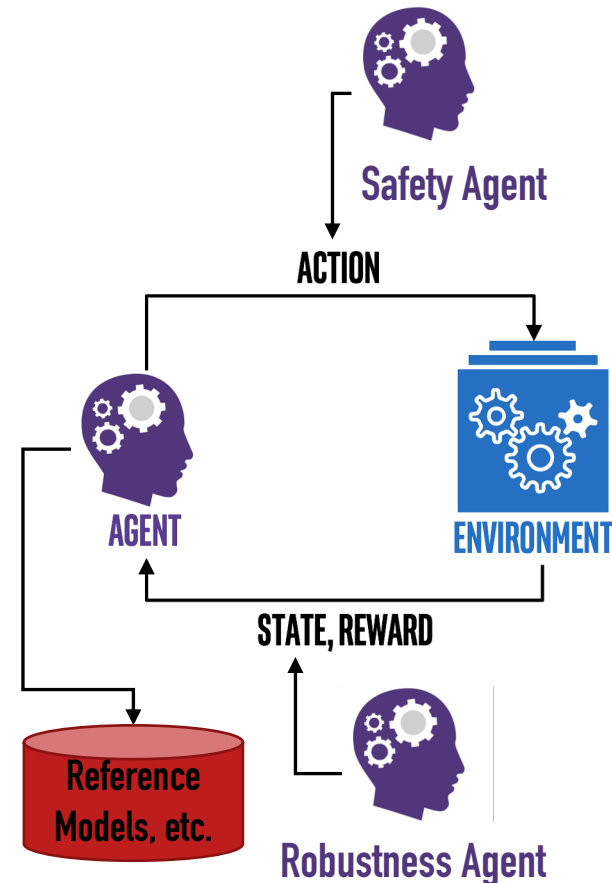 Safety Agent
ACTION
AGENT
ENVIRONMENT
STATE, REWARD
Reference
Models, etc.
Robustness Agent